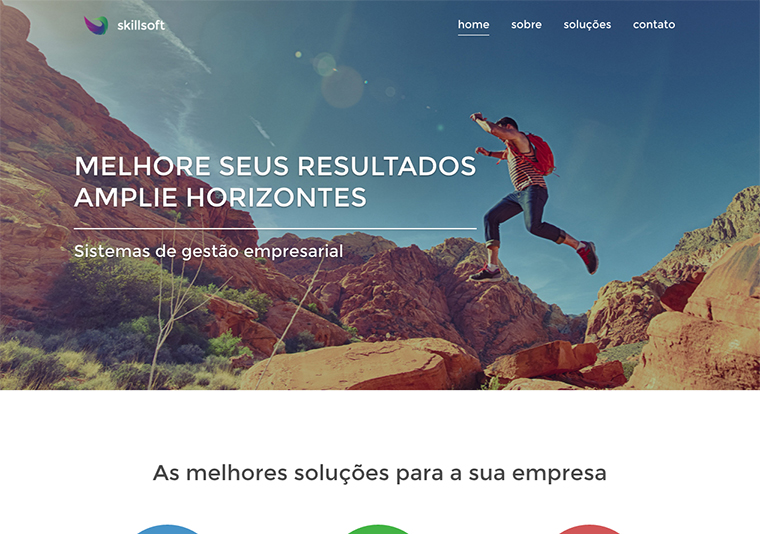 skillsoft
home sobre soluções contato
MELHORE SEUS RESULTADOS
AMPLIE HORIZONTES
Sistemas de gestão empresarial
As melhores soluções para a sua empresa